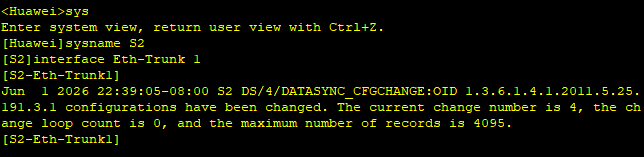 <Huawei>sys
Enter system view, return user view with Ctrl+Z.
[Huawei]sysname S2
[S2]interface Eth-Trunk 1
[S2-Eth-Trunk1]
Jun  1 2026 22:39:05-08:00 S2 DS/4/DATASYNC_CFGCHANGE:OID 1.3.6.1.4.1.2011.5.25.
191.3.1 configurations have been changed. The current change number is 4, the ch
ange loop count is 0, and the maximum number of records is 4095.
[S2-Eth-Trunk1]